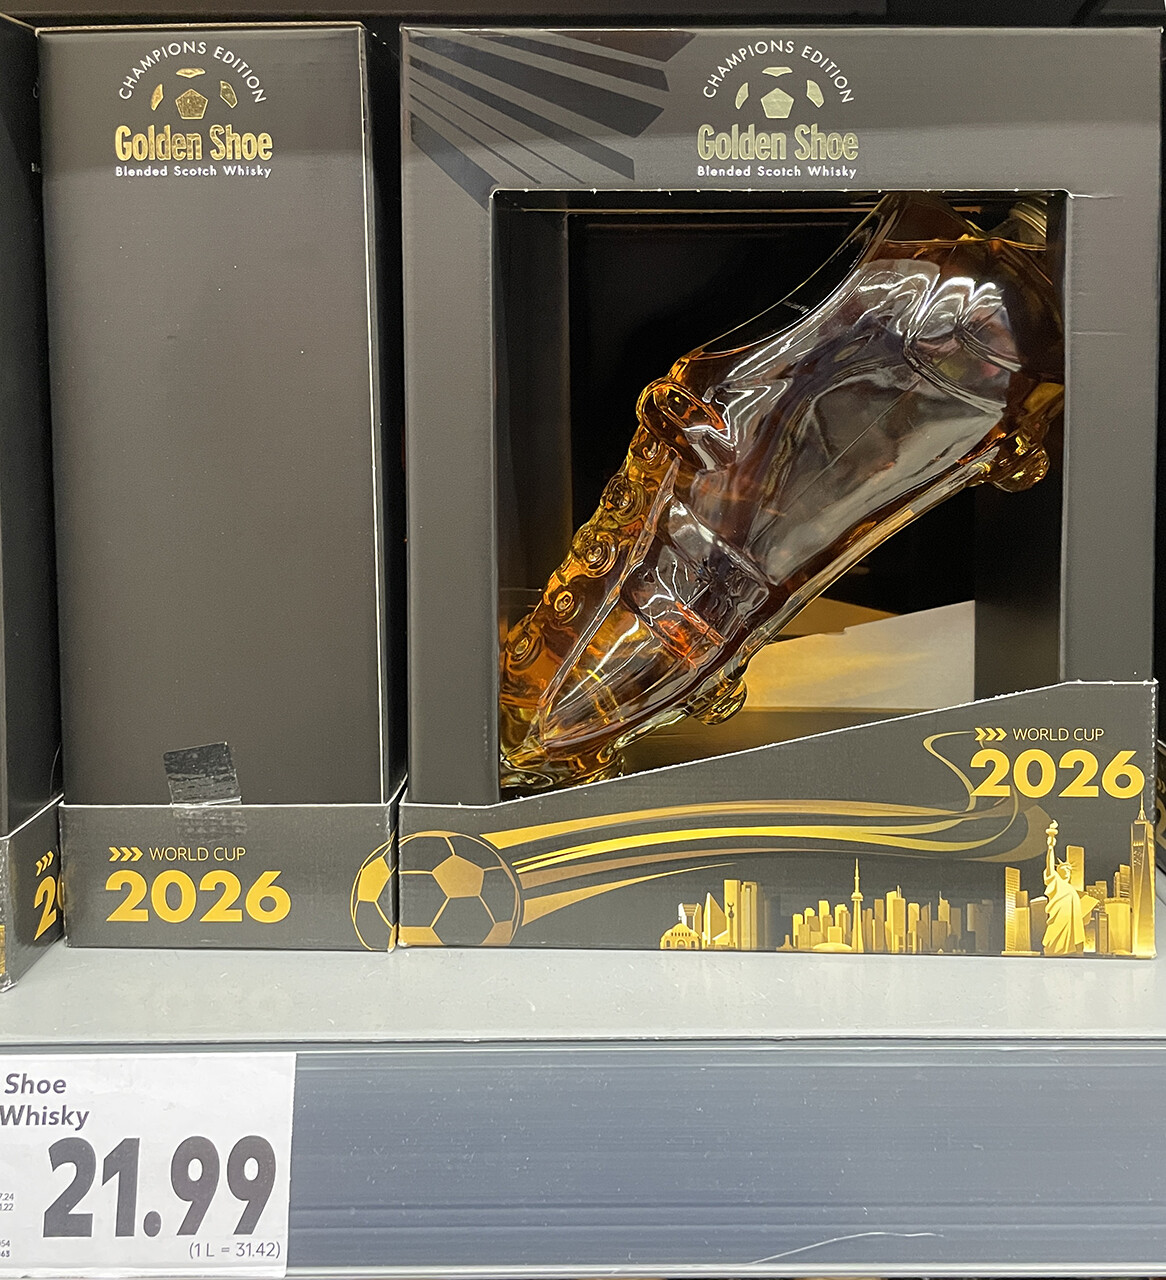 CHAMPIONS EDITION
Golden Shoe
Blended Scotch Whisky
CHAMPIONS EDITION
Golden Shoe
Blended Scotch Whisky
WORLD CUP
2026
WORLD CUP
2026
2
Shoe
Whisky
21.99
(1 L = 31.42)